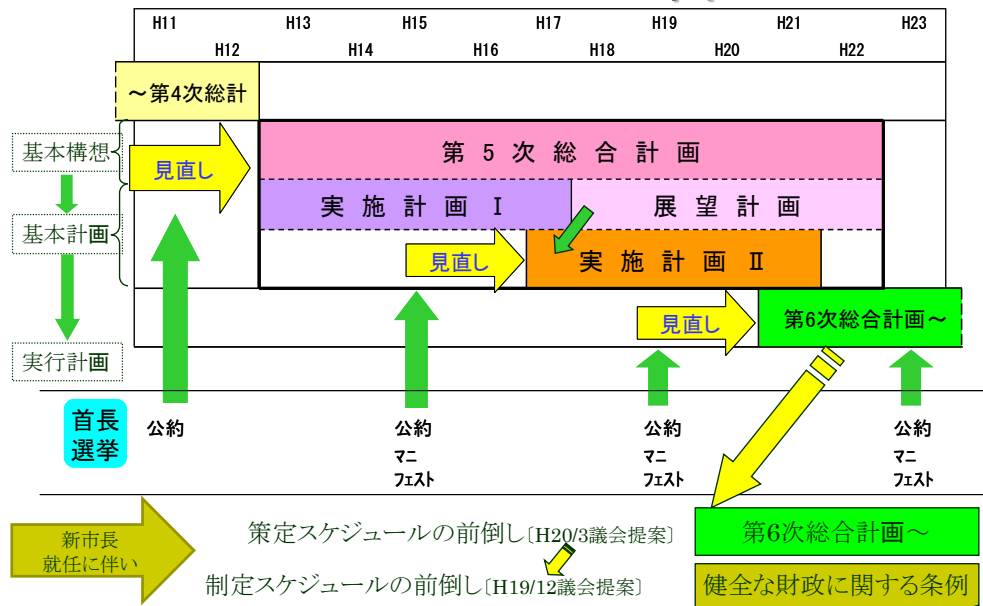 H11 H13 H15 H17 H19 H21 H23
H12 H14 H16 H18 H20 H22
～第4次総計
基本構想
見直し
第５次総合計画
実施計画Ⅰ
展望計画
基本計画
見直し
実施計画Ⅱ
見直し
第6次総合計画～
実行計画
首長
選挙
公約
公約
マニ
フェスト
公約
マニ
フェスト
公約
マニ
フェスト
新市長
就任に伴い
策定スケジュールの前倒し〔H20/3議会提案〕
第6次総合計画～
制定スケジュールの前倒し〔H19/12議会提案〕
健全な財政に関する条例